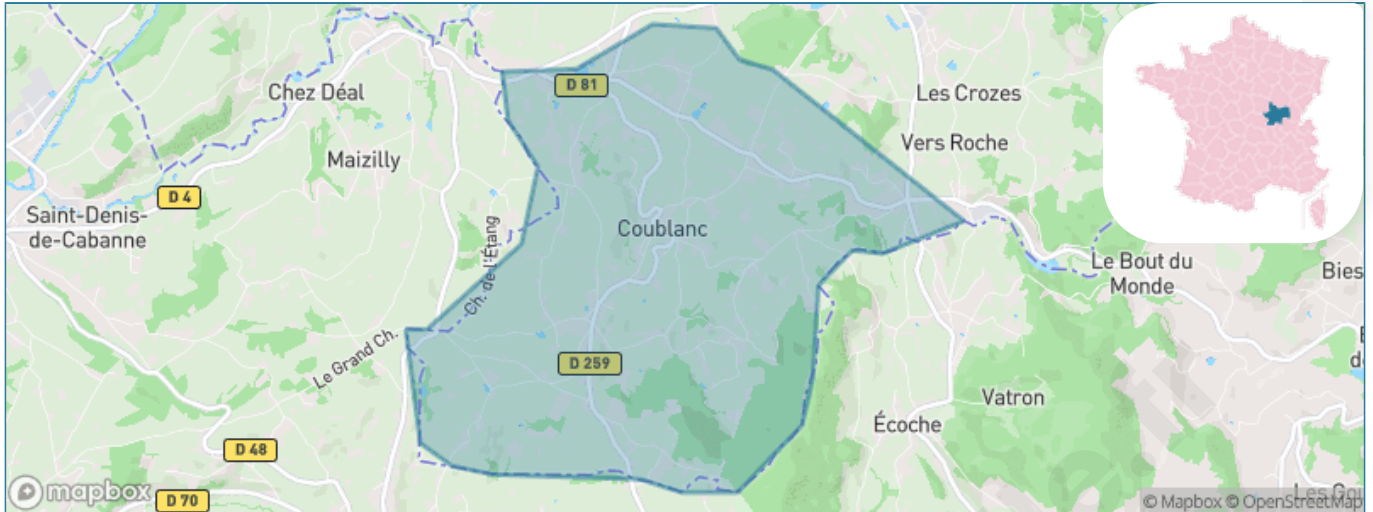 D 81
Chez Déal
Les Crozes
Vers Roche
Maizilly
D 4
Saint-Denis-
de-Cabanne
Coublanc
Ch. de l'Étang
Le Bout du
Monde
Bies
Le Grand Ch.
D 259
Vatron
Écoche
D 48
D 70
mapbox
© Mapbox © OpenStreetMap